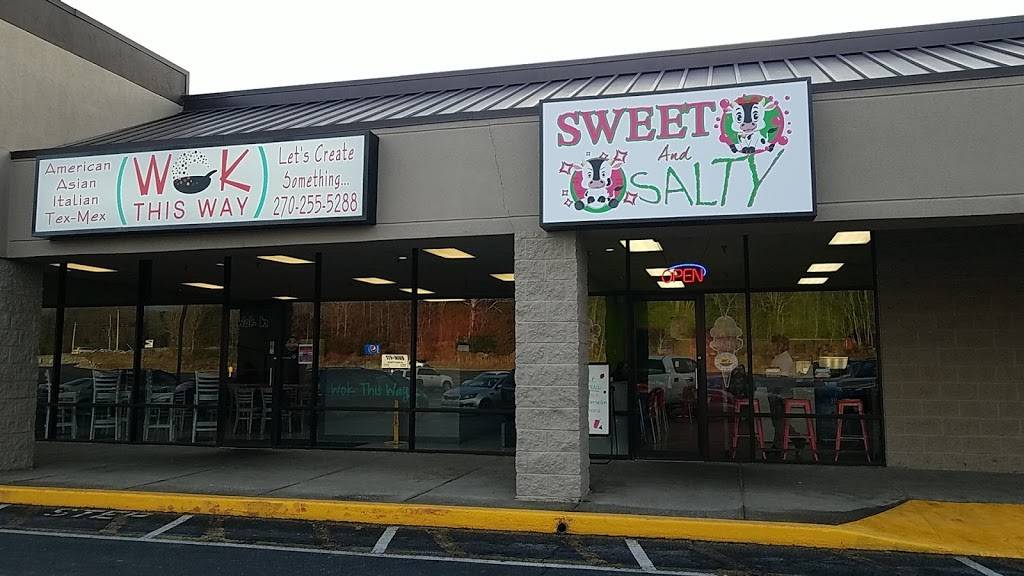 American
Asian
Italian
Tex-Mex
WOK
THIS WAY
Let's Create
Something...
270-255-5288
SWEET
And
SALTY
OPEN
Wok This Way